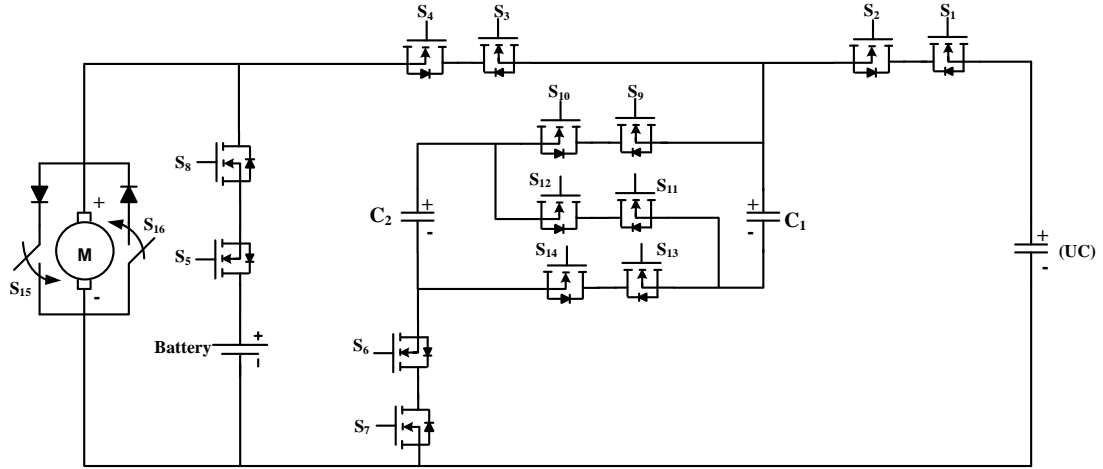 S4
S3
S2
S1
S10
S9
S8
S12
S11
+
S16
+
C2
-
+
C1
-
+
(UC)
-
M
S5
S14
S13
S15
-
Battery
+
-
S6
S7